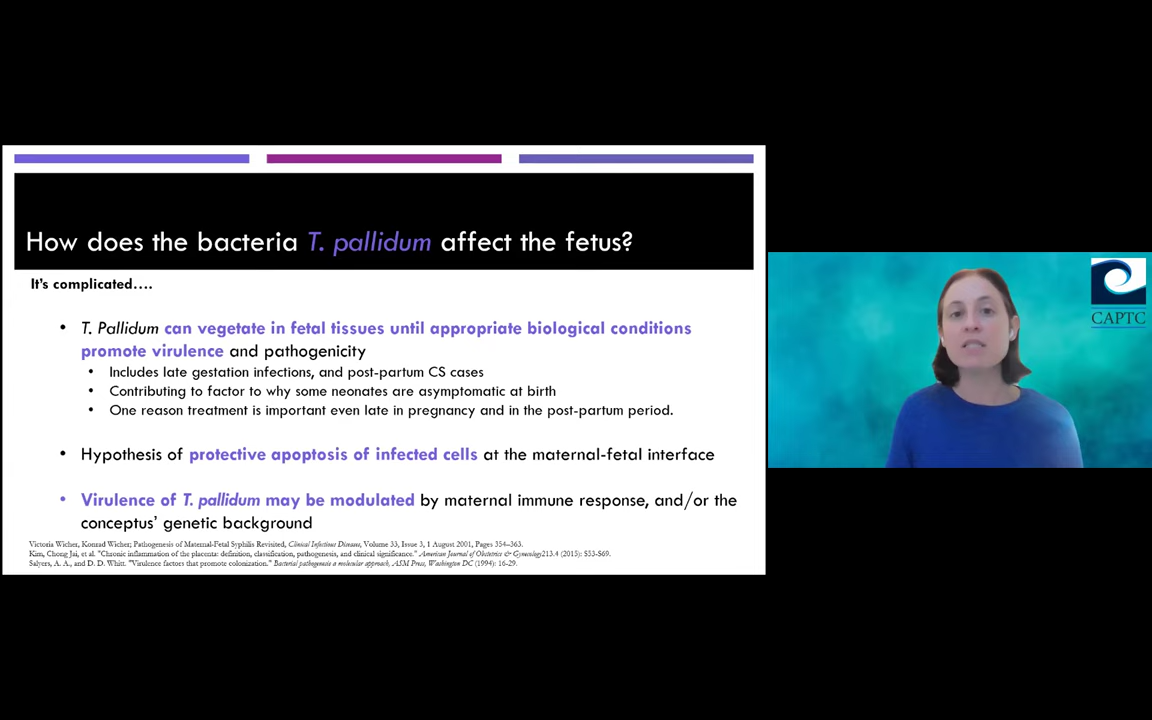 How does the bacteria T. pallidum affect the fetus?
It's complicated….
• T. Pallidum can vegetate in fetal tissues until appropriate biological conditions
promote virulence and pathogenicity
• Includes late gestation infections, and post-partum CS cases
• Contributing to factor to why some neonates are asymptomatic at birth
• One reason treatment is important even late in pregnancy and in the post-partum period.
• Hypothesis of protective apoptosis of infected cells at the maternal-fetal interface
• Virulence of T. pallidum may be modulated by maternal immune response, and/or the
conceptus' genetic background
Victoria Wicher, Konrad Wicher; Pathogenesis of Maternal-Fetal Syphilis Revisited, Clinical Infectious Diseases, Volume 33, Issue 3, 1 August 2001, Pages 354–363.
Kim, Chong Jai, et al. "Chronic inflammation of the placenta: definition, classification, pathogenesis, and clinical significance." American Journal of Obstetrics & Gynecology213.4 (2015): S53-S69.
Salyers, A. A., and D. D. Whitt. "Virulence factors that promote colonization." Bacterial pathogenesis a molecular approach, ASM Press, Washington DC (1994): 16-29.
CAPTC